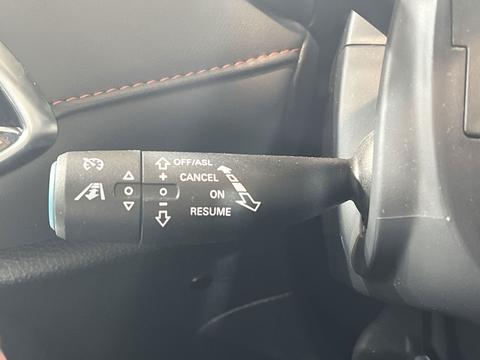 OFF/ASL
+ CANCEL
ON
− RESUME